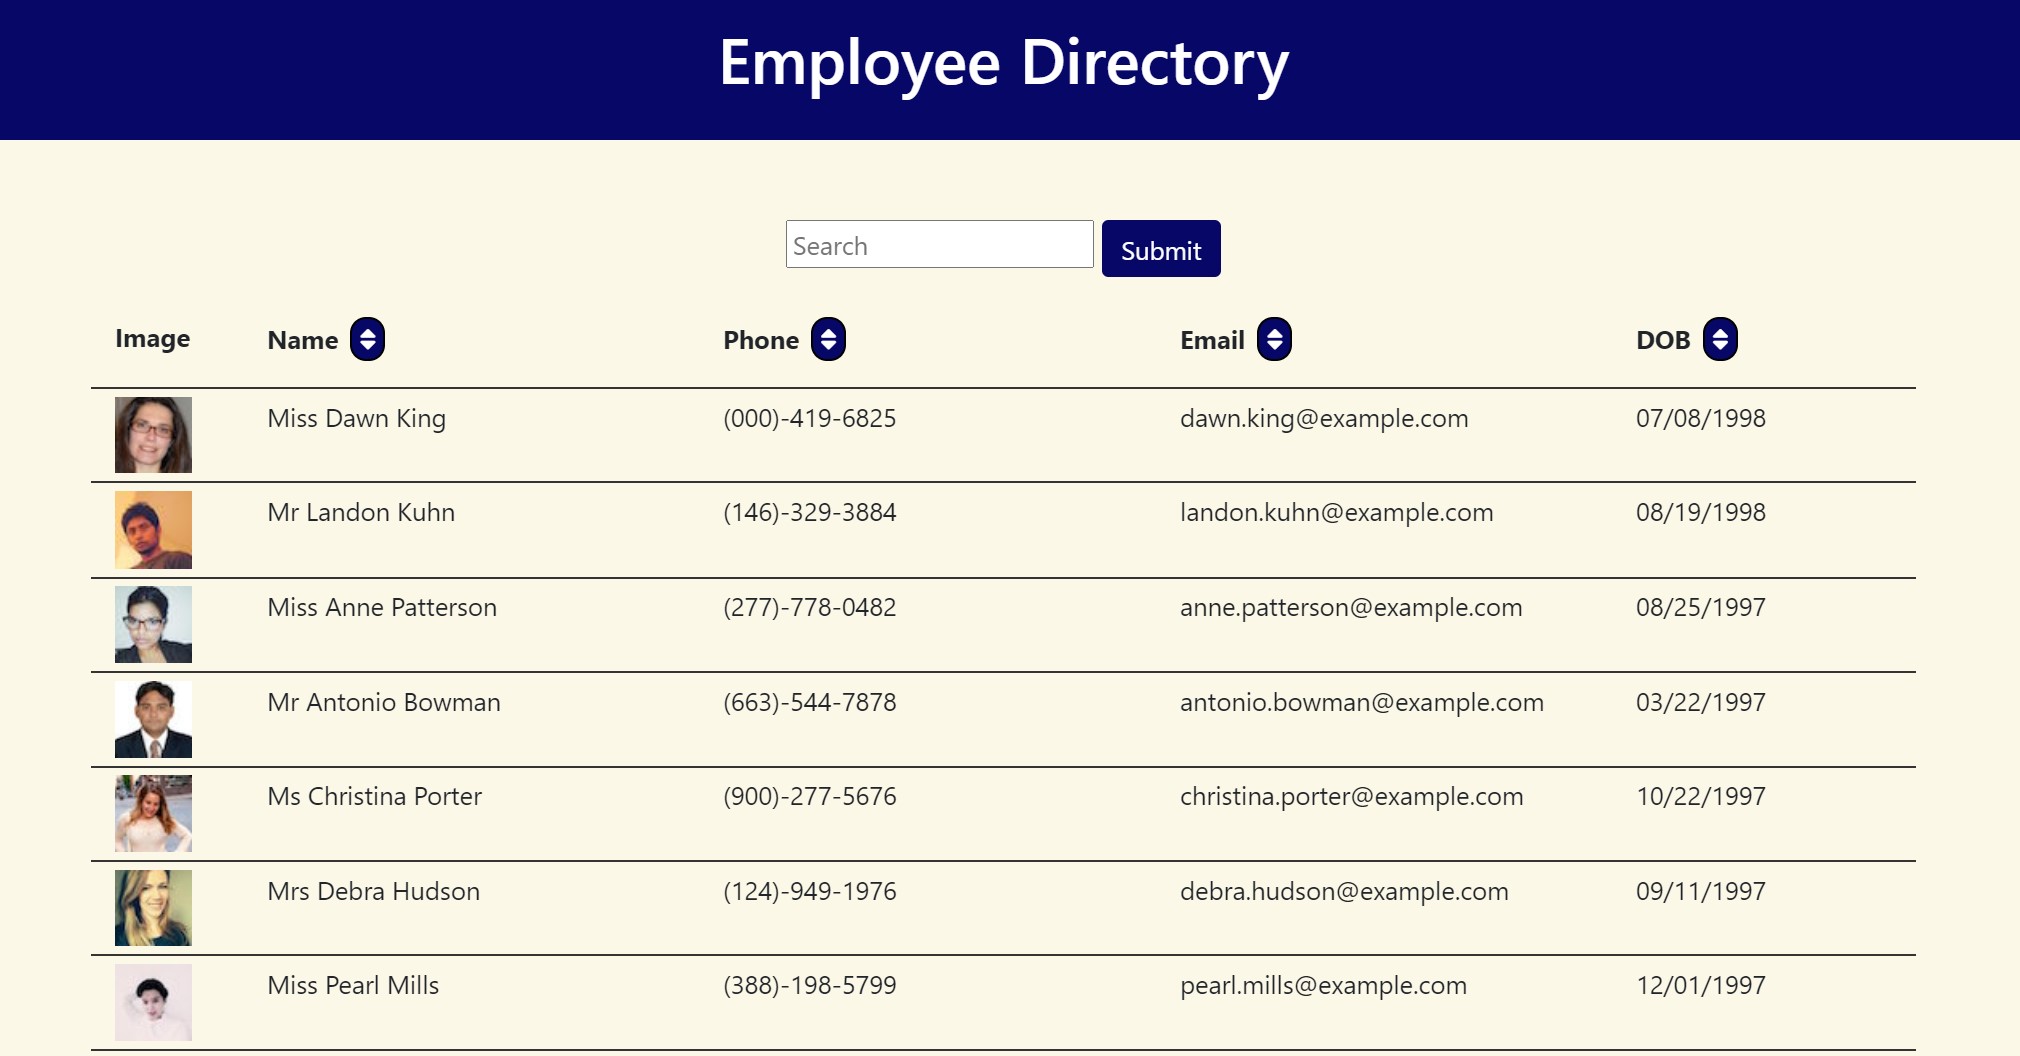 Employee Directory
Search Submit
Image Name Phone Email DOB
Miss Dawn King (000)-419-6825 dawn.king@example.com 07/08/1998
Mr Landon Kuhn (146)-329-3884 landon.kuhn@example.com 08/19/1998
Miss Anne Patterson (277)-778-0482 anne.patterson@example.com 08/25/1997
Mr Antonio Bowman (663)-544-7878 antonio.bowman@example.com 03/22/1997
Ms Christina Porter (900)-277-5676 christina.porter@example.com 10/22/1997
Mrs Debra Hudson (124)-949-1976 debra.hudson@example.com 09/11/1997
Miss Pearl Mills (388)-198-5799 pearl.mills@example.com 12/01/1997